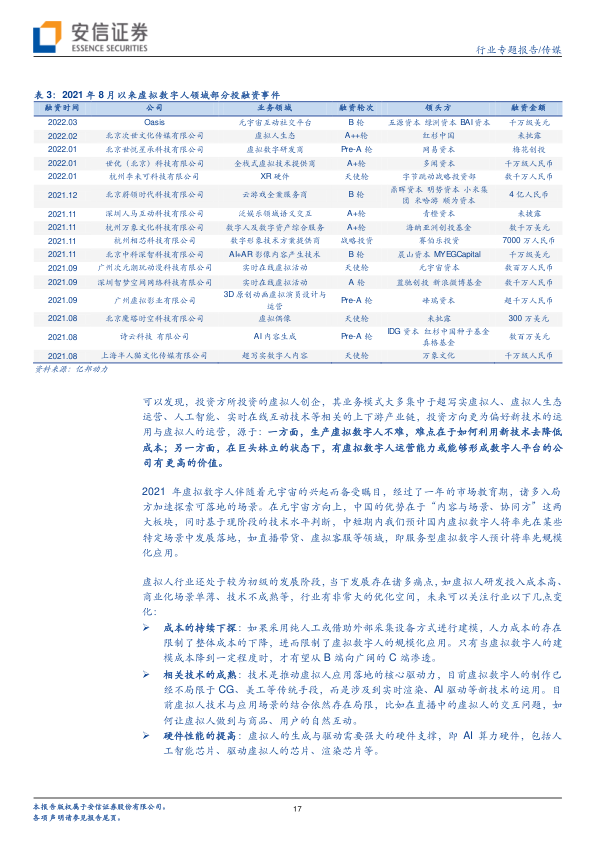 安信证券
ESSENCE SECURITIES
行业专题报告/传媒
表 3：2021 年 8 月以来虚拟数字人领域部分投融资事件
融资时间 公司 业务领域 融资轮次 领头方 融资金额
2022.03 Oasis 元宇宙互动社交平台 B 轮 五源资本 绿洲资本 BAI 资本 千万级美元
2022.02 北京次世文化传媒有限公司 虚拟人生态 A++轮 红杉中国 未披露
2022.01 北京世悦星承科技有限公司 虚拟数字研发商 Pre-A 轮 网易资本 梅花创投
2022.01 世优（北京）科技有限公司 全栈式虚拟技术提供商 A+轮 多闻资本 千万级人民币
2022.01 杭州李未可科技有限公司 XR 硬件 天使轮 字节跳动战略投资部 数千万人民币
2021.12 北京蔚领时代科技有限公司 云游戏全案服务商 B 轮 鼎晖资本 明势资本 小米集
团 米哈游 顺为资本 4 亿人民币
2021.11 深圳人马互动科技有限公司 泛娱乐领域语义交互 A+轮 青橙资本 未披露
2021.11 杭州万象文化科技有限公司 数字人及数字资产综合服务 A+轮 海纳亚洲创投基金 数千万美元
2021.11 杭州相芯科技有限公司 数字形象技术方案提供商 战略投资 赛伯乐投资 7000 万人民币
2021.11 北京中科深智科技有限公司 AI+AR 影像内容产生技术 B 轮 晨山资本 MYEGCapital 千万级美元
2021.09 广州次元潮玩动漫科技有限公司 实时在线虚拟活动 天使轮 元宇宙资本 数百万人民币
2021.09 深圳智梦空间网络科技有限公司 实时在线虚拟活动 A 轮 蓝驰创投 新浪微博基金 数千万人民币
2021.09 广州虚拟影业有限公司 3D 原创动画虚拟演员设计与
运营 Pre-A 轮 峰瑞资本 超千万人民币
2021.08 北京魔塔时空科技有限公司 虚拟偶像 天使轮 未披露 300 万美元
2021.08 诗云科技 有限公司 AI 内容生成 Pre-A 轮 IDG 资本 红杉中国种子基金
真格基金 数百万美元
2021.08 上海半人猫文化传媒有限公司 超写实数字人内容 天使轮 万象文化 千万级人民币
资料来源：亿邦动力
可以发现，投资方所投资的虚拟人创企，其业务模式大多集中于超写实虚拟人、虚拟人生态
运营、人工智能、实时在线互动技术等相关的上下游产业链，投资方向更为偏好新技术的运
用与虚拟人的运营，源于：一方面，生产虚拟数字人不难，难点在于如何利用新技术去降低
成本；另一方面，在巨头林立的状态下，有虚拟数字人运营能力或能够形成数字人平台的公
司有更高的价值。
2021 年虚拟数字人伴随着元宇宙的兴起而备受瞩目，经过了一年的市场教育期，诸多入局
方加速探索可落地的场景。在元宇宙方向上，中国的优势在于“内容与场景、协同方”这两
大板块，同时基于现阶段的技术水平判断，中短期内我们预计国内虚拟数字人将率先在某些
特定场景中发展落地，如直播带货、虚拟客服等领域，即服务型虚拟数字人预计将率先规模
化应用。
虚拟人行业还处于较为初级的发展阶段，当下发展存在诸多痛点，如虚拟人研发投入成本高、
商业化场景单薄、技术不成熟等，行业有非常大的优化空间，未来可以关注行业以下几点变
化：
➢ 成本的持续下探：如果采用纯人工或借助外部采集设备方式进行建模，人力成本的存在
限制了整体成本的下降，进而限制了虚拟数字人的规模化应用。只有当虚拟数字人的建
模成本降到一定程度时，才有望从 B 端向广阔的 C 端渗透。
➢ 相关技术的成熟：技术是推动虚拟人应用落地的核心驱动力，目前虚拟数字人的制作已
经不局限于 CG、美工等传统手段，而是涉及到实时渲染、AI 驱动等新技术的运用。目
前虚拟人技术与应用场景的结合依然存在局限，比如在直播中的虚拟人的交互问题，如
何让虚拟人做到与商品、用户的自然互动。
➢ 硬件性能的提高：虚拟人的生成与驱动需要强大的硬件支撑，即 AI 算力硬件，包括人
工智能芯片、驱动虚拟人的芯片、渲染芯片等。
本报告版权属于安信证券股份有限公司。
17
各项声明请参见报告尾页。